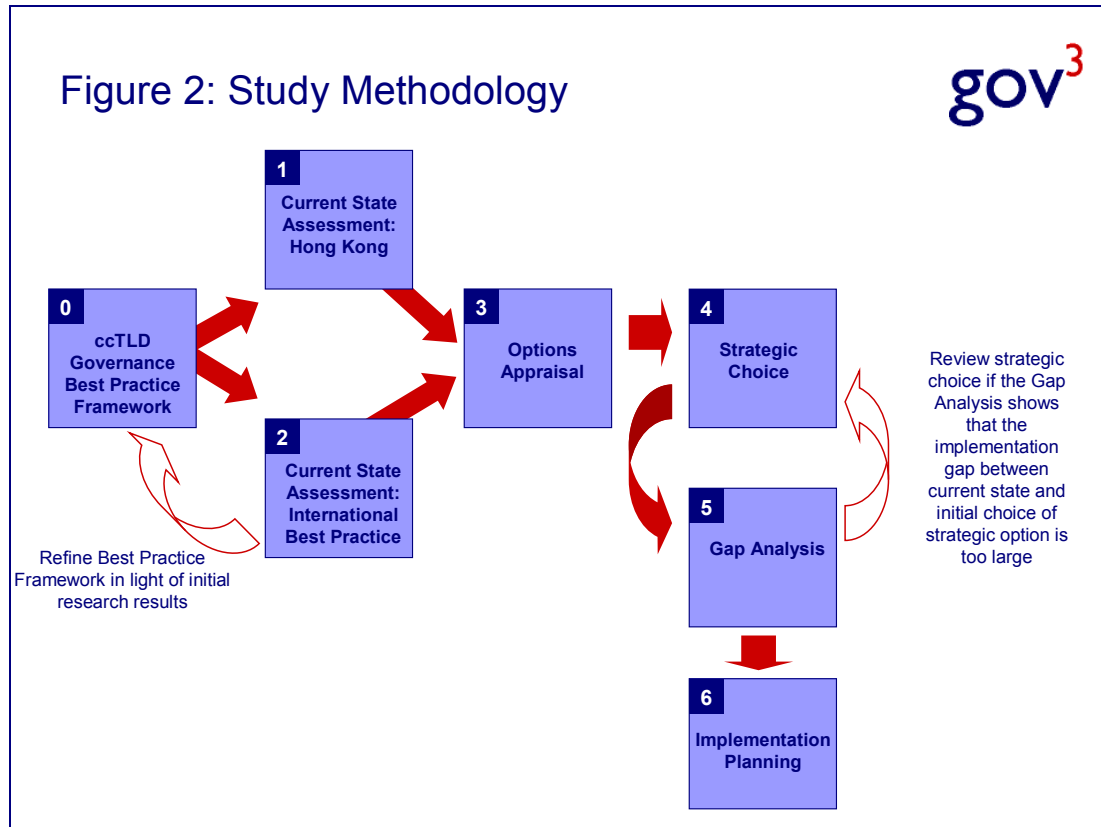 Figure 2: Study Methodology
gov3
1
Current State
Assessment:
Hong Kong
0
ccTLD
Governance
Best Practice
Framework
2
Current State
Assessment:
International
Best Practice
Refine Best Practice
Framework in light of initial
research results
3
Options
Appraisal
4
Strategic
Choice
5
Gap Analysis
6
Implementation
Planning
Review strategic
choice if the Gap
Analysis shows
that the
implementation
gap between
current state and
initial choice of
strategic option is
too large